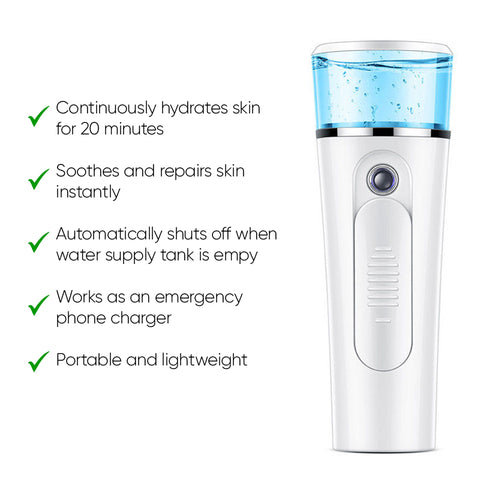 Continuously hydrates skin
for 20 minutes
Soothes and repairs skin
instantly
Automatically shuts off when
water supply tank is empy
Works as an emergency
phone charger
Portable and lightweight